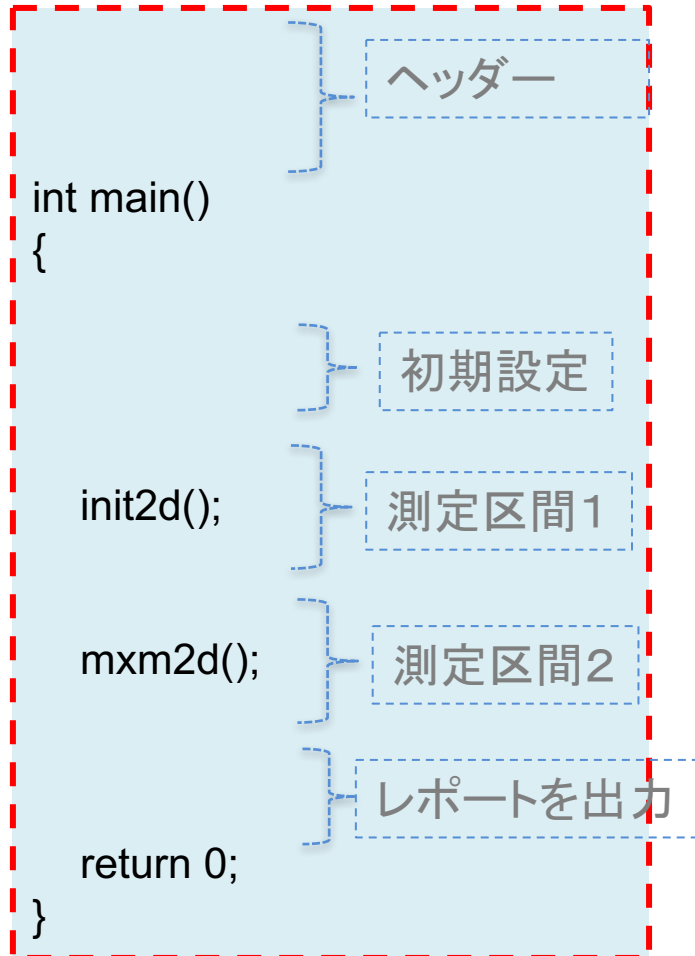 ヘッダー
int main()
{
初期設定
init2d();
測定区間1
mxm2d();
測定区間2
レポートを出力
return 0;
}